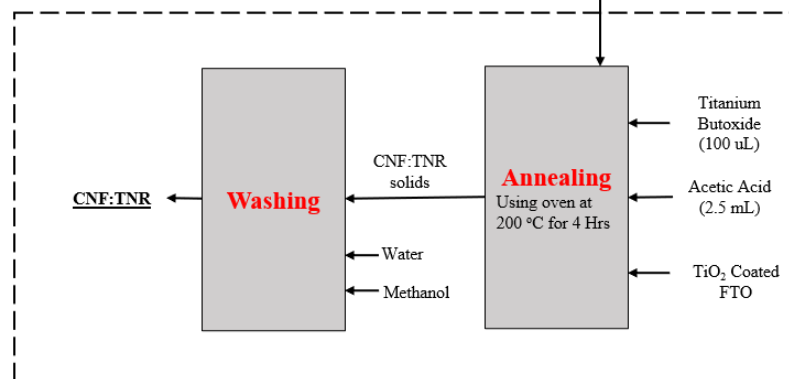 CNF:TNR
Washing
CNF:TNR
solids
Water
Methanol
Annealing
Using oven at
200 °C for 4 Hrs
Titanium
Butoxide
(100 uL)
Acetic Acid
(2.5 mL)
TiO₂ Coated
FTO